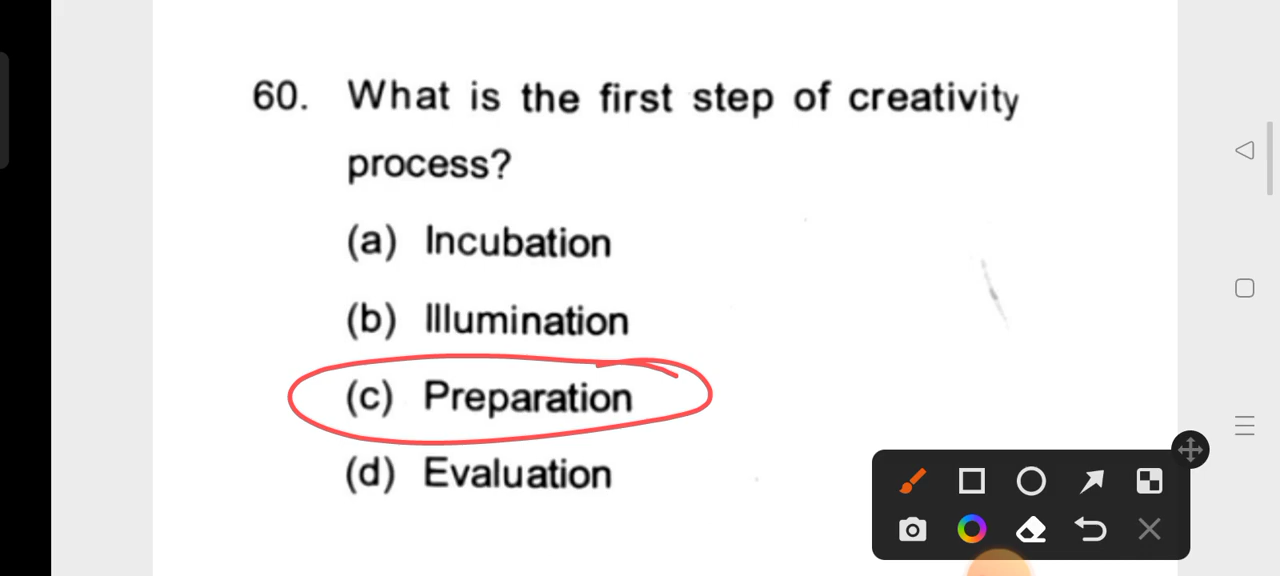 60. What is the first step of creativity
process?
(a) Incubation
(b) Illumination
(c) Preparation
(d) Evaluation